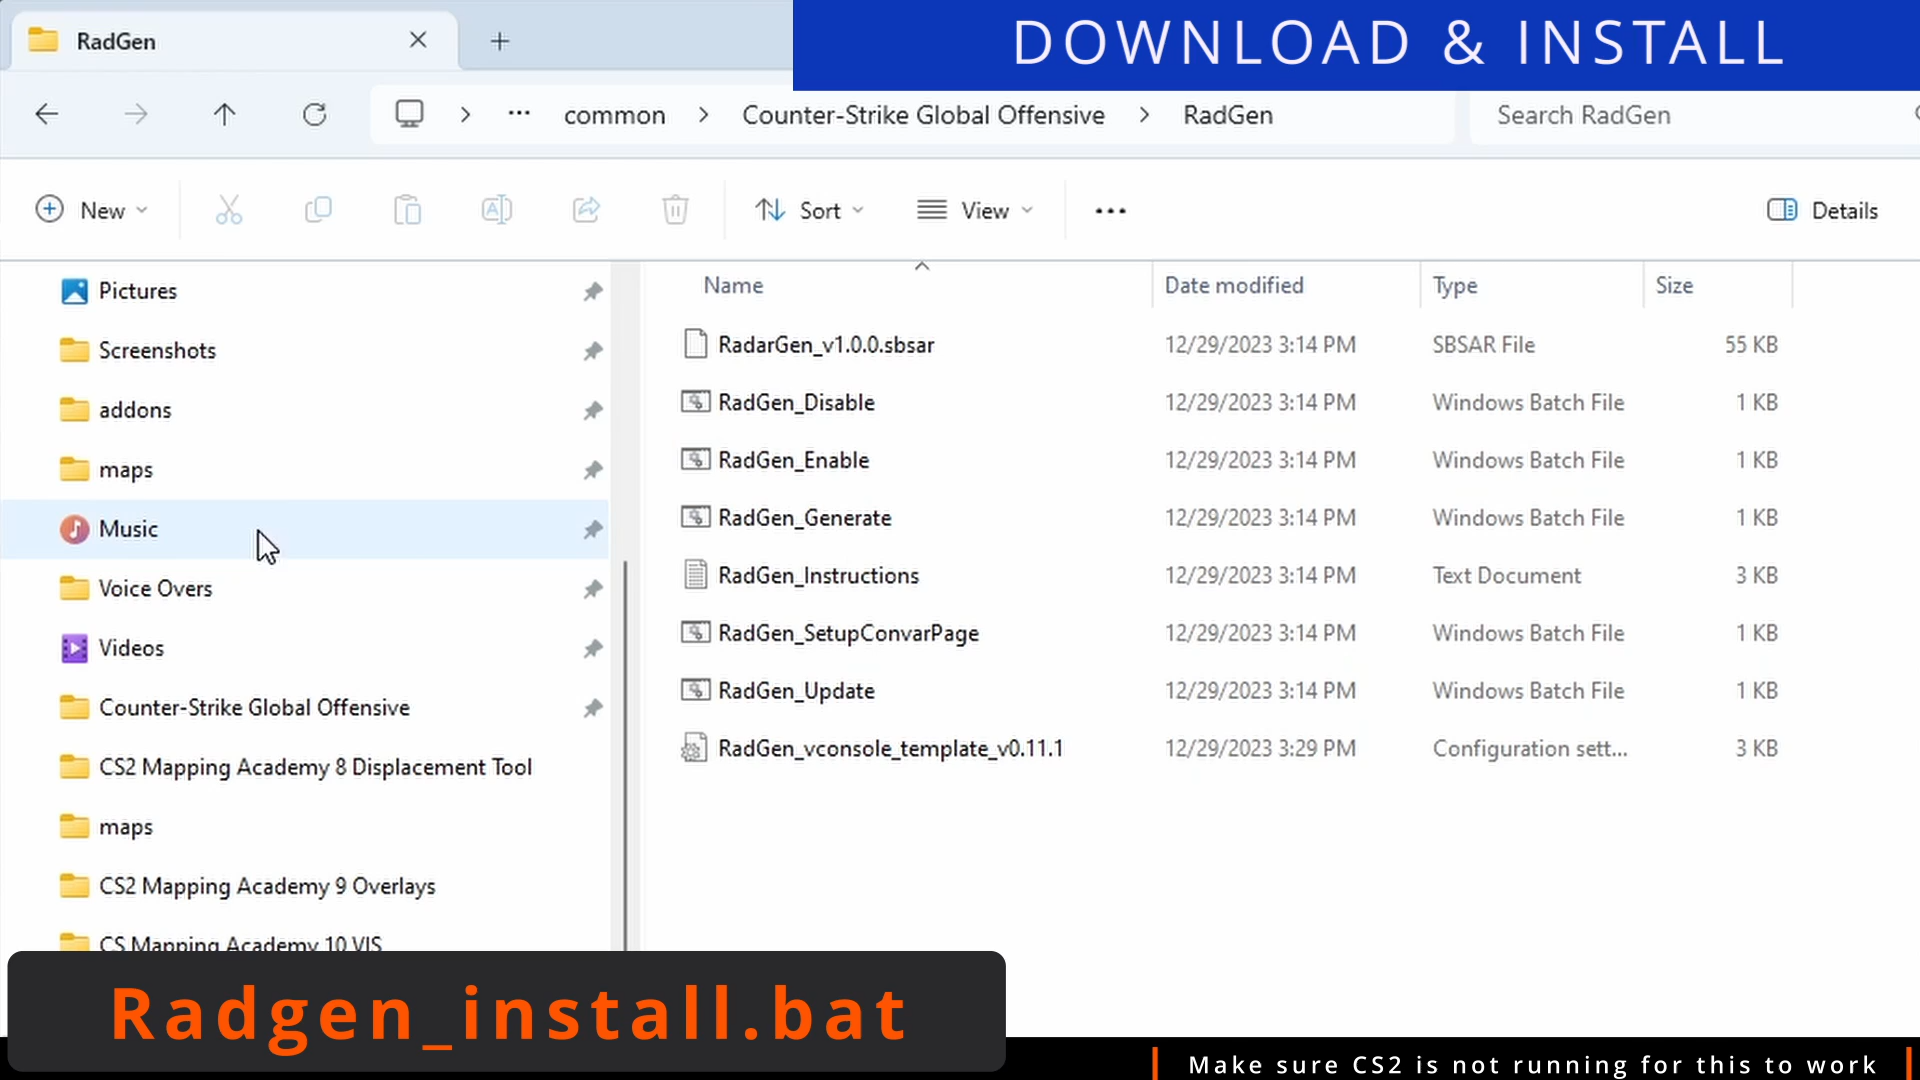 RadGen
DOWNLOAD & INSTALL
common
Counter-Strike Global Offensive
RadGen
Search RadGen
New
Sort
View
Details
Pictures
Screenshots
addons
maps
Music
Voice Overs
Videos
Counter-Strike Global Offensive
CS2 Mapping Academy 8 Displacement Tool
maps
CS2 Mapping Academy 9 Overlays
CS Mapping Academy 10 VIS
Name Date modified Type Size
RadarGen_v1.0.0.sbsar 12/29/2023 3:14 PM SBSAR File 55 KB
RadGen_Disable 12/29/2023 3:14 PM Windows Batch File 1 KB
RadGen_Enable 12/29/2023 3:14 PM Windows Batch File 1 KB
RadGen_Generate 12/29/2023 3:14 PM Windows Batch File 1 KB
RadGen_Instructions 12/29/2023 3:14 PM Text Document 3 KB
RadGen_SetupConvarPage 12/29/2023 3:14 PM Windows Batch File 1 KB
RadGen_Update 12/29/2023 3:14 PM Windows Batch File 1 KB
RadGen_vconsole_template_v0.11.1 12/29/2023 3:29 PM Configuration sett... 3 KB
Radgen_install.bat
Make sure CS2 is not running for this to work